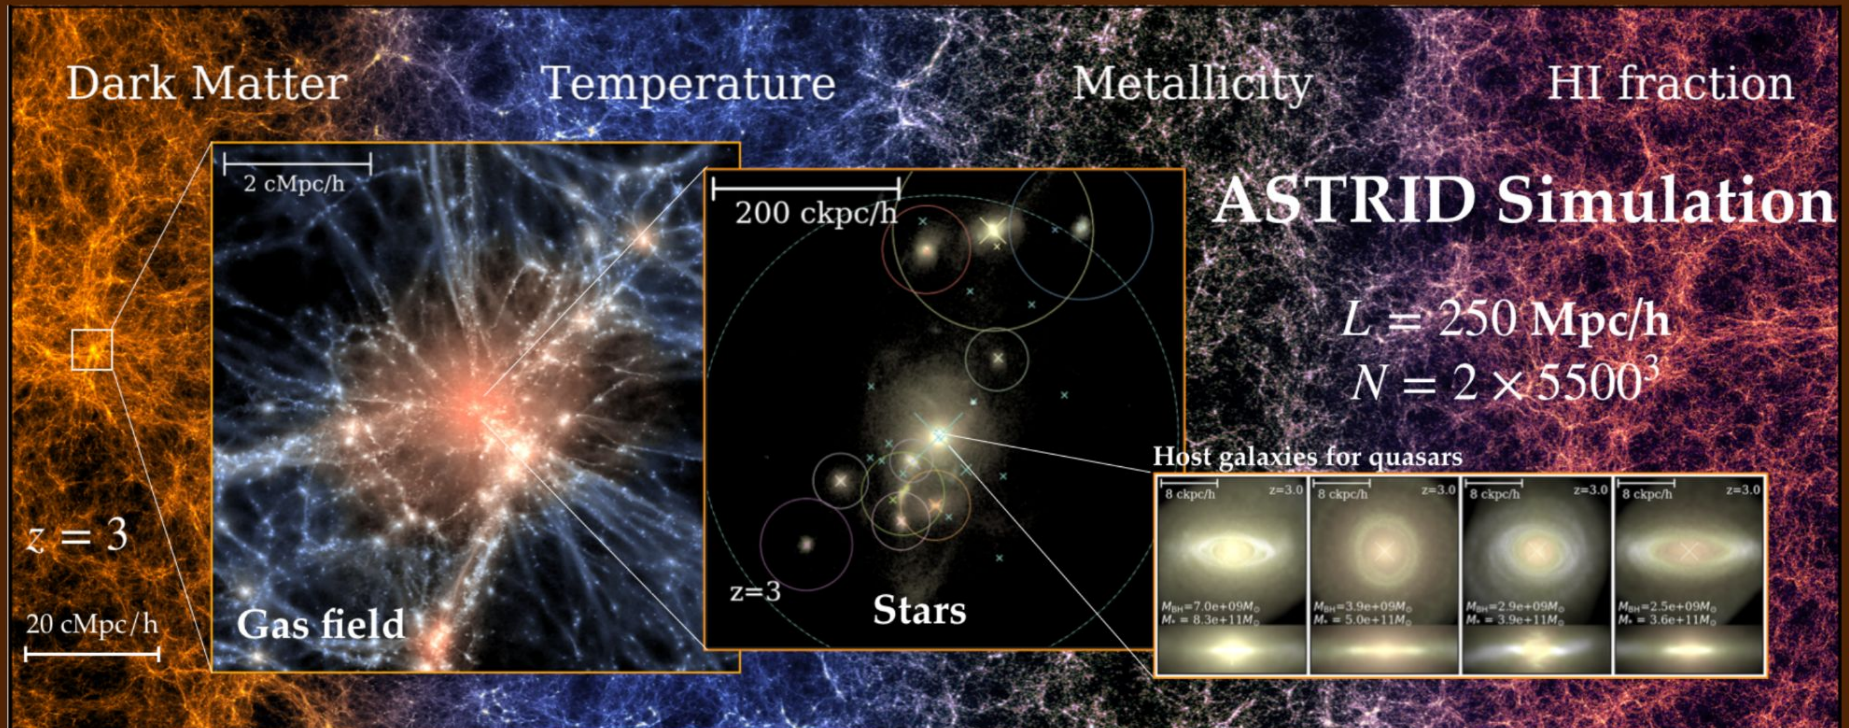 Dark Matter
Temperature
Metallicity
HI fraction
2 cMpc/h
200 ckpc/h
ASTRID Simulation
L = 250 Mpc/h
N = 2 × 5500³
z = 3
20 cMpc/h
Gas field
z=3
Stars
Host galaxies for quasars
8 ckpc/h z=3.0
M_BH=7.0e+09M_⊙
M_* = 8.3e+11M_⊙
8 ckpc/h z=3.0
M_BH=3.9e+09M_⊙
M_* = 5.0e+11M_⊙
8 ckpc/h z=3.0
M_BH=2.9e+09M_⊙
M_* = 3.9e+11M_⊙
8 ckpc/h z=3.0
M_BH=2.5e+09M_⊙
M_* = 3.6e+11M_⊙